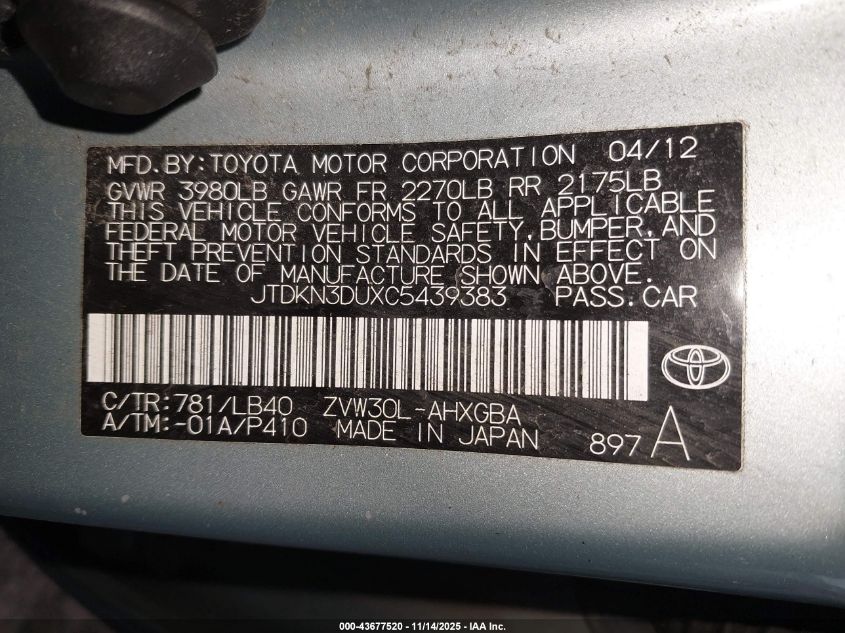 MFD.BY:TOYOTA MOTOR CORPORATION 04/12
GVWR 3980LB GAWR FR 2270LB RR 2175LB
THIS VEHICLE CONFORMS TO ALL APPLICABLE
FEDERAL MOTOR VEHICLE SAFETY,BUMPER,AND
THEFT PREVENTION STANDARDS IN EFFECT ON
THE DATE OF MANUFACTURE SHOWN ABOVE.
JTDKN3DUXC5439383 PASS.CAR
C/TR:781/LB40 ZVW30L-AHXGBA
A/TM:-01A/P410 MADE IN JAPAN 897 A
000-43677520 - 11/14/2025 - IAA Inc.